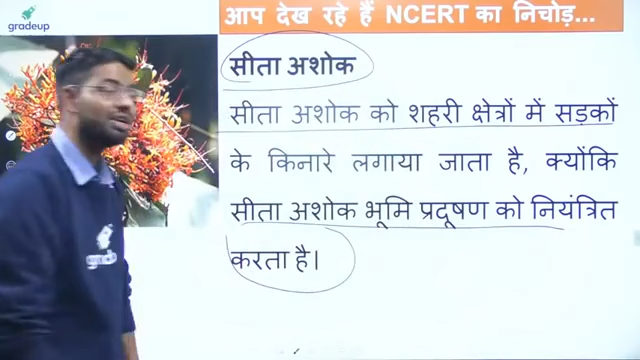 gradeup
आप देख रहे हैं NCERT का निचोड़...
सीता अशोक
सीता अशोक को शहरी क्षेत्रों में सड़कों
के किनारे लगाया जाता है, क्योंकि
सीता अशोक भूमि प्रदूषण को नियंत्रित
करता है।